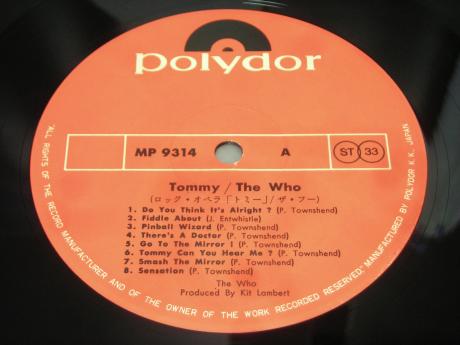 polydor
MP 9314 A ST 33
Tommy / The Who
(ロック・オペラ「トミー」/ザ・フー)
1. Do You Think It's Alright ? (P. Townshend)
2. Fiddle About (J. Entwhistle)
3. Pinball Wizard (P. Townshend)
4. There's A Doctor (P. Townshend)
5. Go To The Mirror ! (P. Townshend)
6. Tommy Can You Hear Me ? (P. Townshend)
7. Smash The Mirror (P. Townshend)
8. Sensation (P. Townshend)
The Who
Produced By Kit Lambert
"ALL RIGHTS OF THE RECORD MANUFACTURER AND OF THE OWNER OF THE WORK RECORDED RESERVED" MANUFACTURED BY POLYDOR K.K. JAPAN